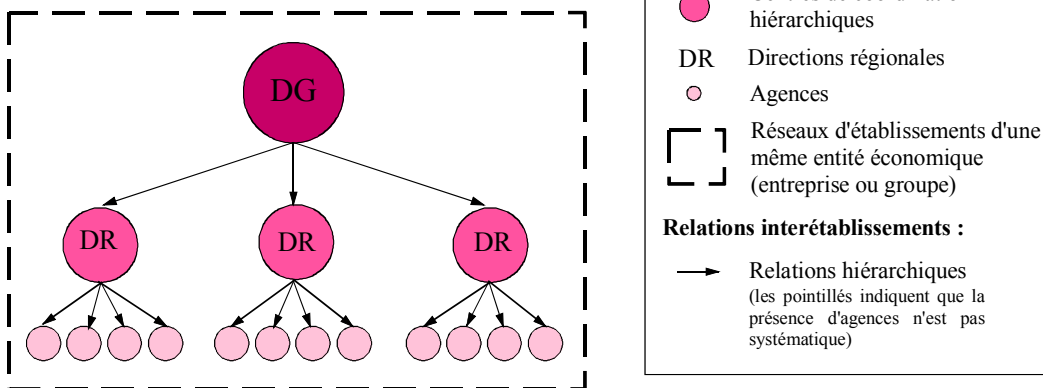 DG
DR
DR
DR
hiérarchiques
DR Directions régionales
Agences
Réseaux d'établissements d'une
même entité économique
(entreprise ou groupe)
Relations interétablissements :
Relations hiérarchiques
(les pointillés indiquent que la
présence d'agences n'est pas
systématique)